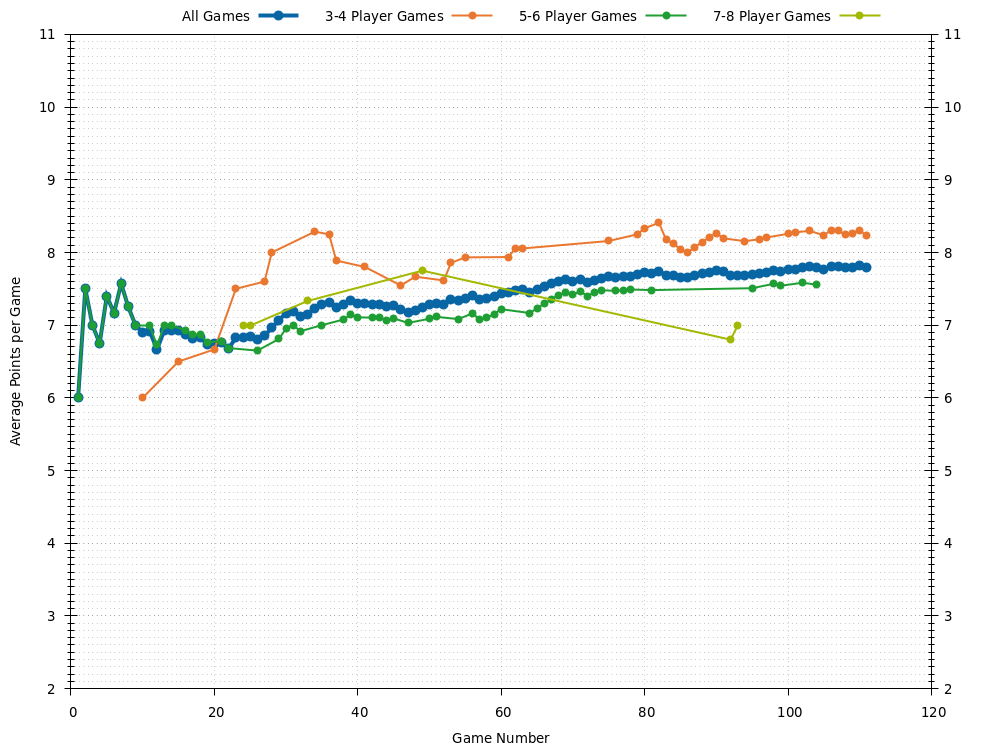 All Games 3-4 Player Games 5-6 Player Games 7-8 Player Games
11 11
10 10
9 9
8 8
7 7
6 6
5 5
4 4
3 3
2 2
Average Points per Game
0 20 40 60 80 100 120
Game Number